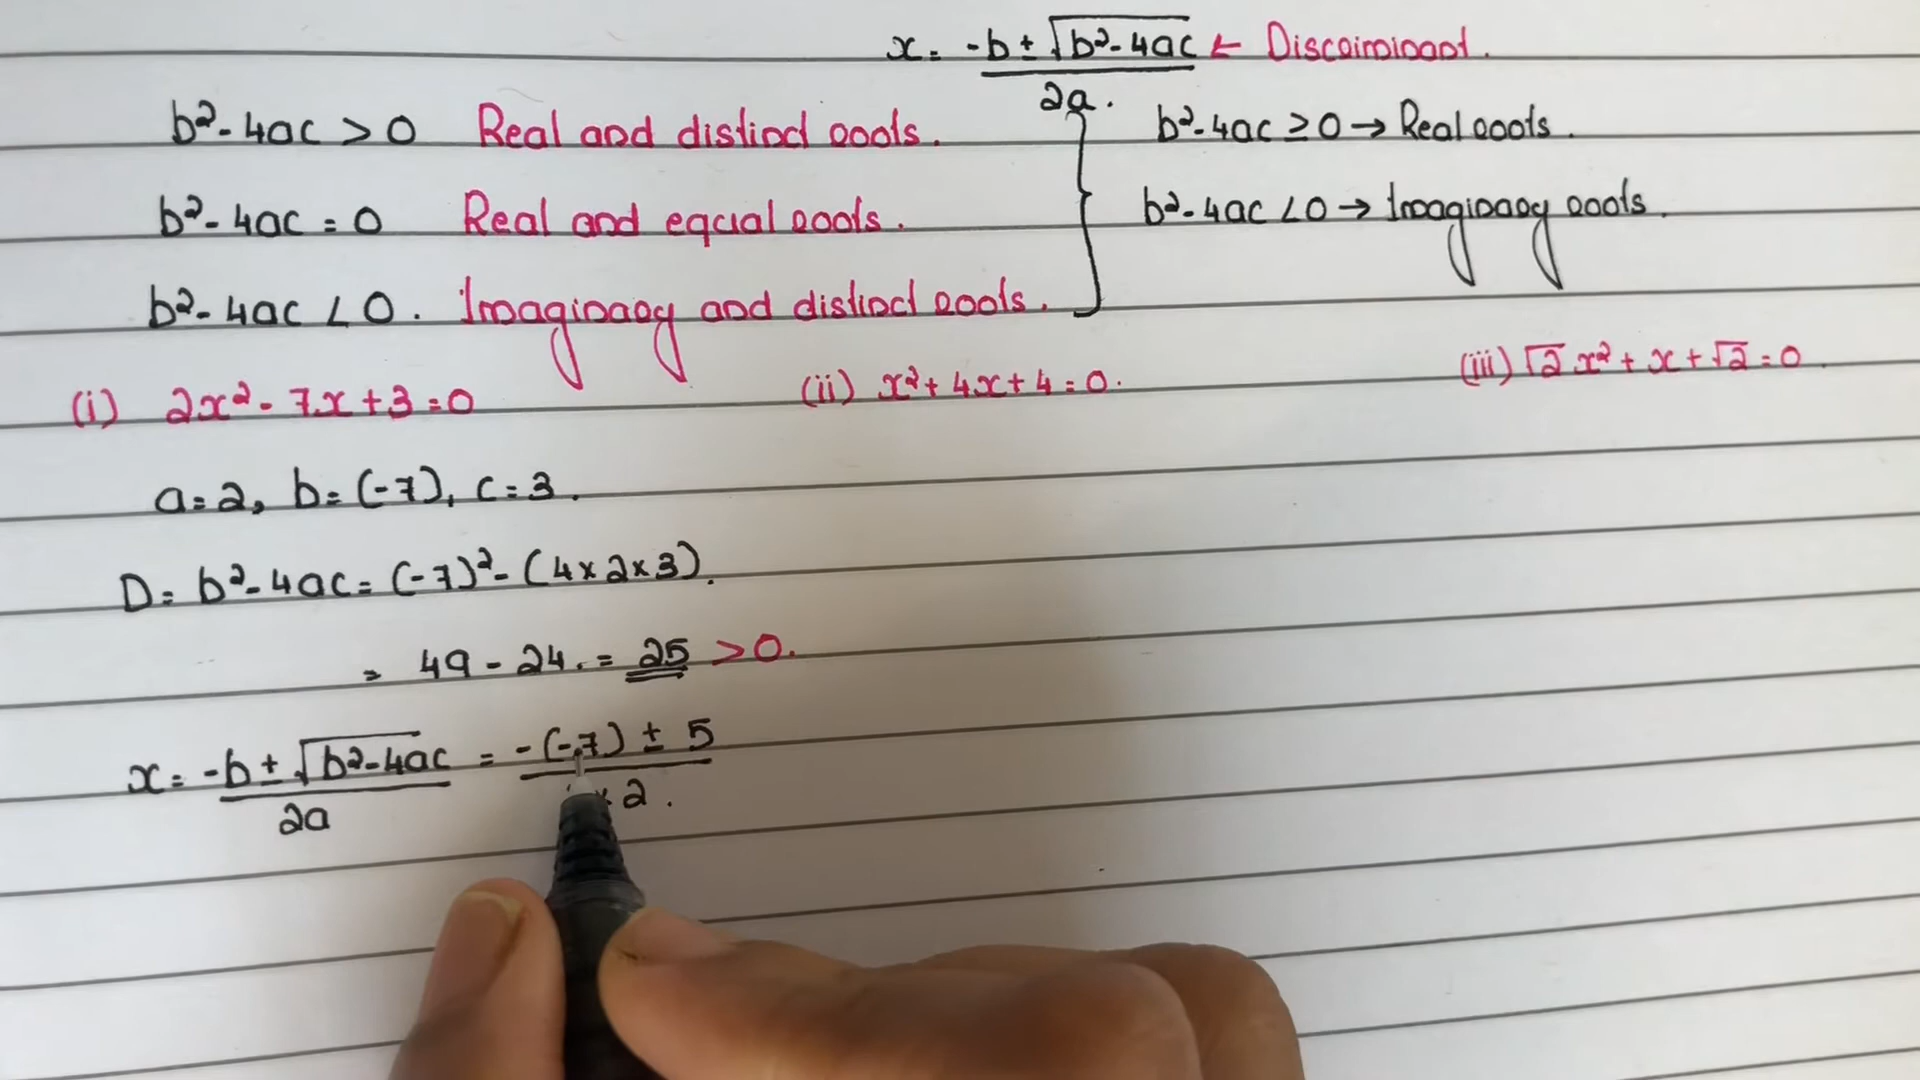 x = -b ± √b² - 4ac ← Discriminant.
2a.
b² - 4ac > 0 Real and distinct roots.
b² - 4ac ≥ 0 → Real roots.
b² - 4ac = 0 Real and equal roots.
b² - 4ac < 0 → Imaginary roots.
b² - 4ac < 0. Imaginary and distinct roots.
(i) 2x² - 7x + 3 = 0
(ii) x² + 4x + 4 = 0.
(iii) √2 x² + x + √2 = 0.
a = 2, b = (-7), c = 3.
D = b² - 4ac = (-7)² - (4 × 2 × 3).
= 49 - 24. = 25 > 0.
x = -b ± √b² - 4ac = -(-7) ± 5
2a × 2.